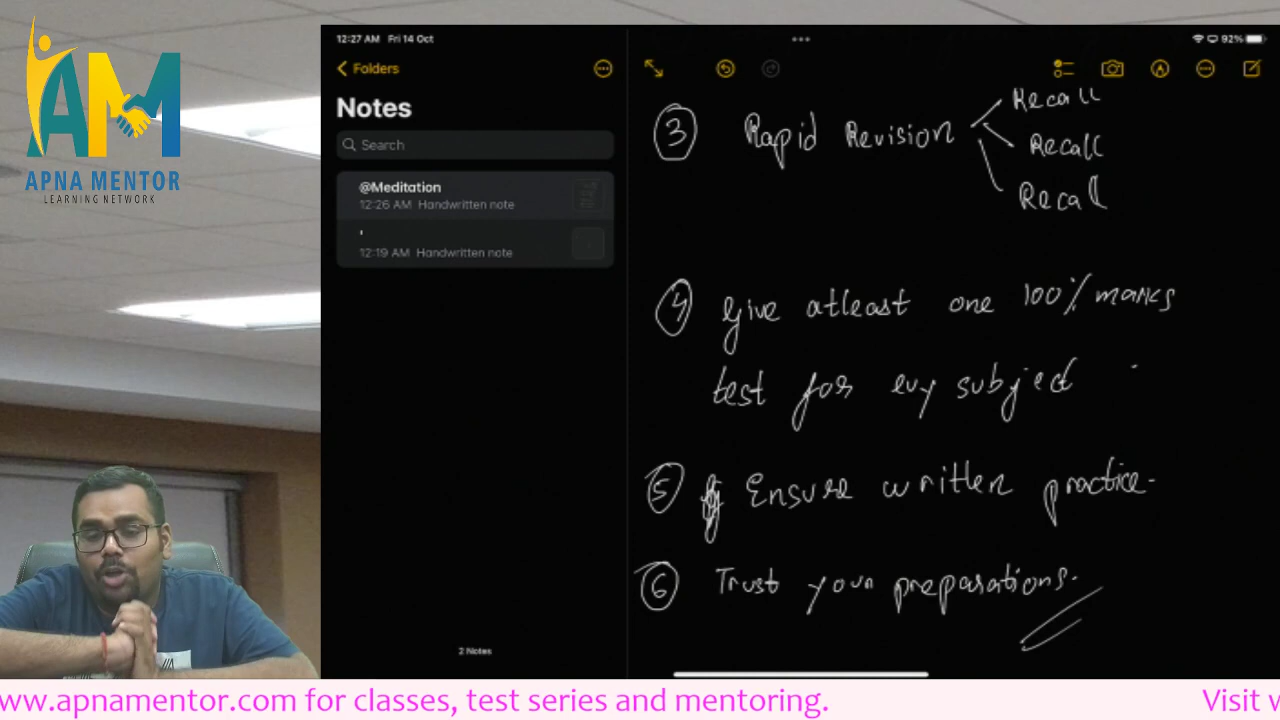 AM
APNA MENTOR
LEARNING NETWORK
12:27 AM Fri 14 Oct
92%
Folders
Notes
Search
@Meditation
12:26 AM Handwritten note
'
12:19 AM Handwritten note
2 Notes
3 Rapid Revision
Recall
Recall
Recall
4 Give atleast one 100% marks
test for evy subject
5 Ensure written practice.
6 Trust your preparations.
ww.apnamentor.com for classes, test series and mentoring. Visit w